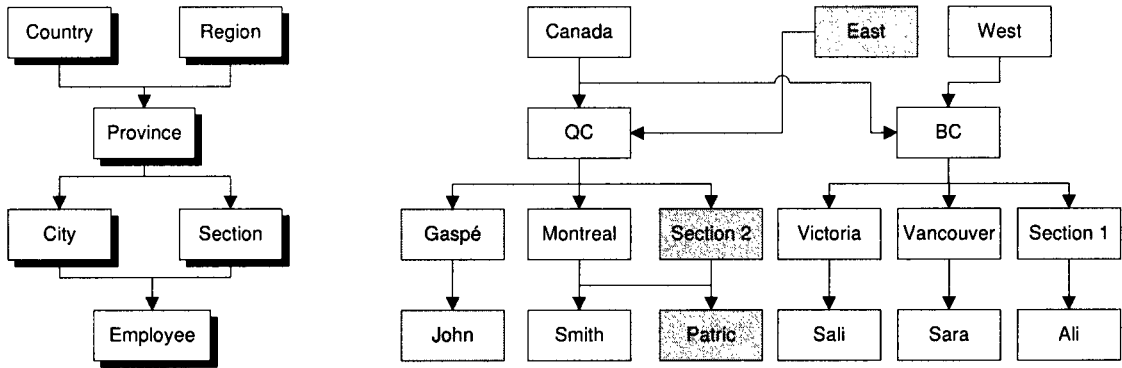 Country
Region
Canada
East
West
Province
QC
BC
City
Section
Gaspé
Montreal
Section 2
Victoria
Vancouver
Section 1
Employee
John
Smith
Patric
Sali
Sara
Ali